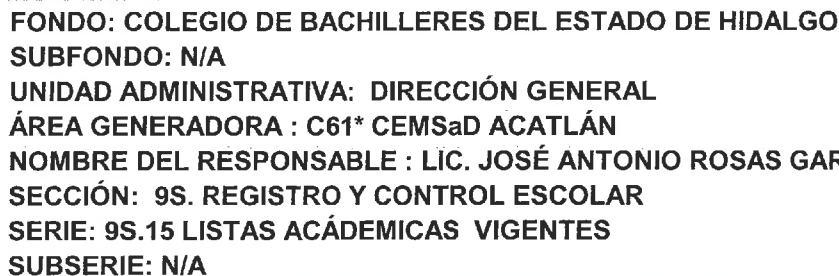 FONDO: COLEGIO DE BACHILLERES DEL ESTADO DE HIDALGO
SUBFONDO: N/A
UNIDAD ADMINISTRATIVA: DIRECCIÓN GENERAL
ÁREA GENERADORA : C61* CEMSaD ACATLÁN
NOMBRE DEL RESPONSABLE : LIC. JOSÉ ANTONIO ROSAS
SECCIÓN: 9S. REGISTRO Y CONTROL ESCOLAR
SERIE: 9S.15 LISTAS ACÁDEMICAS VIGENTES
SUBSERIE: N/A